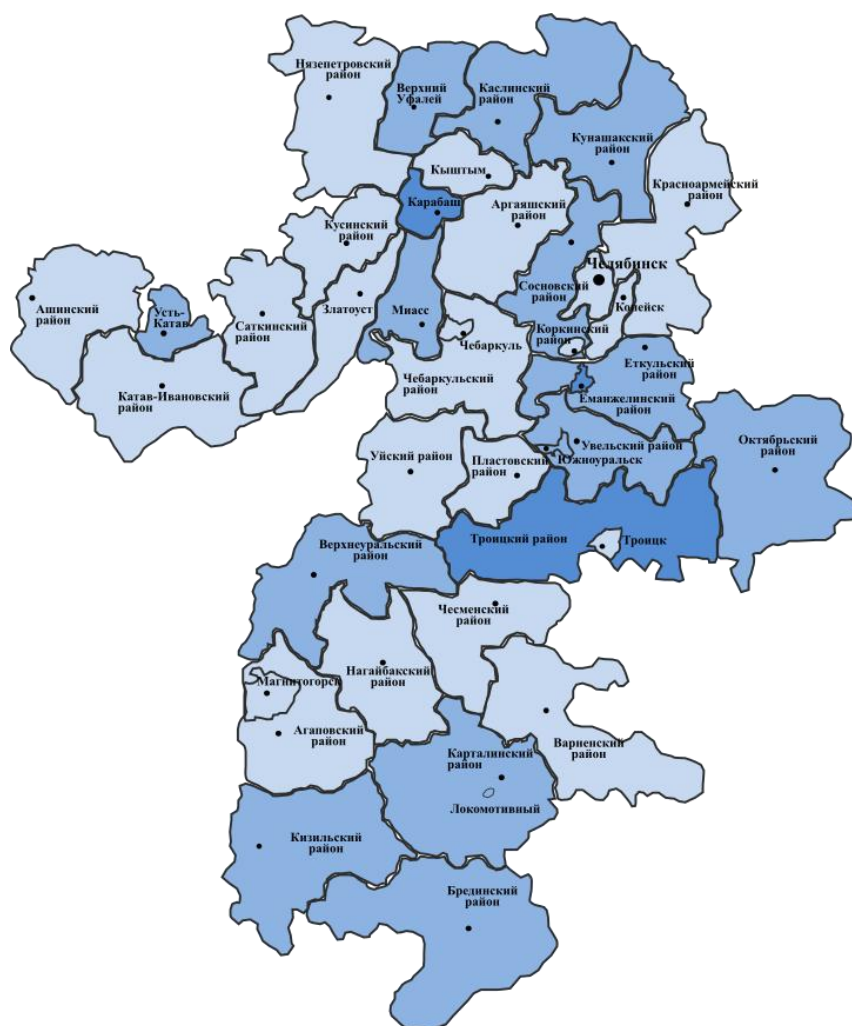 Нязепетровский
район
Верхний
Уфалей
Каслинский
район
Кунашакский
район
Кыштым
Красноармейский
район
Карабаш
Аргаяшский
район
Кусинский
район
Челябинск
Сосновский
район
Копейск
Ашинский
район
Усть-
Катав
Саткинский
район
Златоуст
Миасс
Чебаркуль
Коркинский
район
Еткульский
район
Катав-Ивановский
район
Чебаркульский
район
Еманжелинский
район
Уйский район
Пластовский
район
Увельский район
Южноуральск
Октябрьский
район
Троицкий район
Троицк
Верхнеуральский
район
Чесменский
район
Нагайбакский
район
Магнитогорск
Агаповский
район
Варненский
район
Карталинский
район
Локомотивный
Кизильский
район
Брединский
район